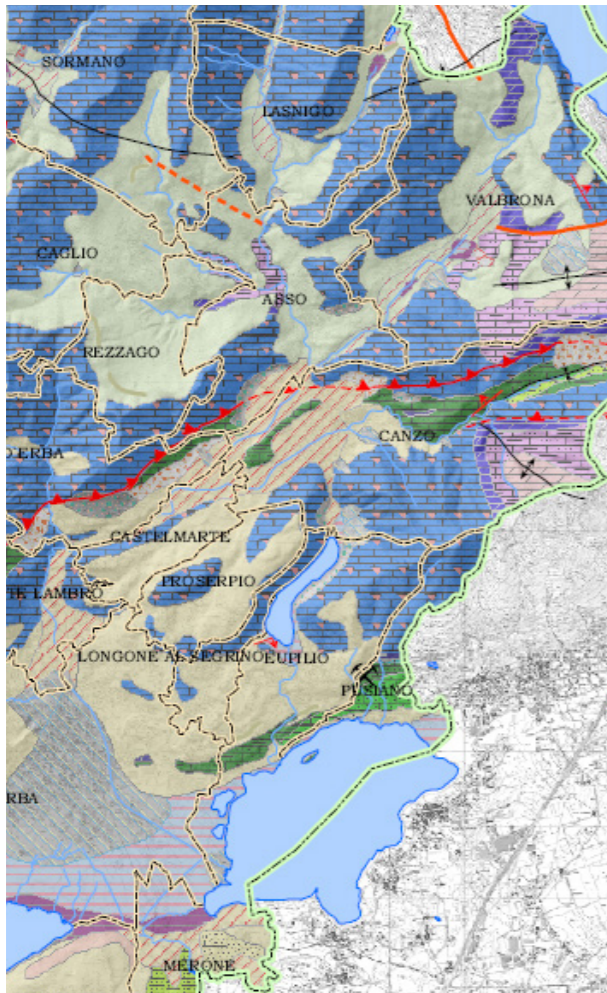 SORMANO
LASNIGO
VALBRONA
CAGLIO
ASSO
REZZAGO
CANZO
D'ERBA
CASTELMARTE
PROSERPIO
TE LAMBRO
LONGONE AL SEGRINO
EUPILIO
PUSIANO
RBA
MERONE